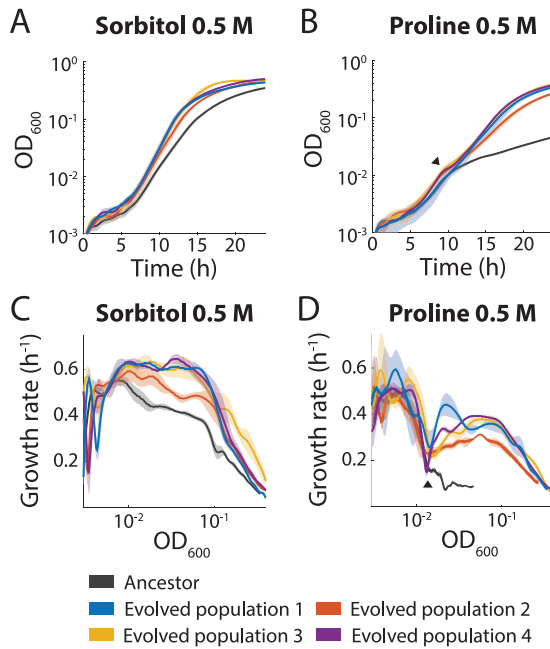 A
Sorbitol 0.5 M
OD600
10^0
10^-1
10^-2
10^-3
0 5 10 15 20
Time (h)
B
Proline 0.5 M
OD600
10^0
10^-1
10^-2
10^-3
0 5 10 15 20
Time (h)
C
Sorbitol 0.5 M
Growth rate (h^-1)
0.6
0.4
0.2
10^-2 10^-1
OD600
D
Proline 0.5 M
Growth rate (h^-1)
0.6
0.4
0.2
10^-2 10^-1
OD600
Ancestor
Evolved population 1
Evolved population 2
Evolved population 3
Evolved population 4